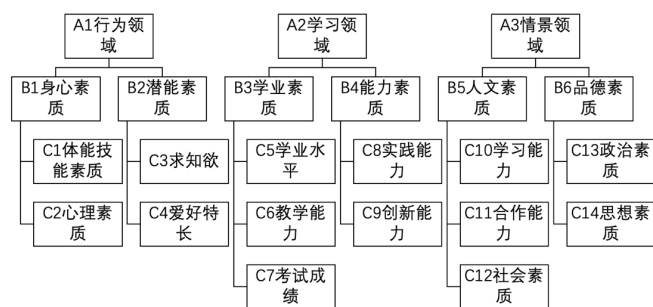 A1行为领
域
A2学习领
域
A3情景领
域
B1身心素
质
B2潜能素
质
B3学业素
质
B4能力素
质
B5人文素
质
B6品德素
质
C1体能技
能素质
C3求知欲
C5学业水
平
C8实践能
力
C10学习能
力
C13政治素
质
C2心理素
质
C4爱好特
长
C6教学能
力
C9创新能
力
C11合作能
力
C14思想素
质
C7考试成
绩
C12社会素
质